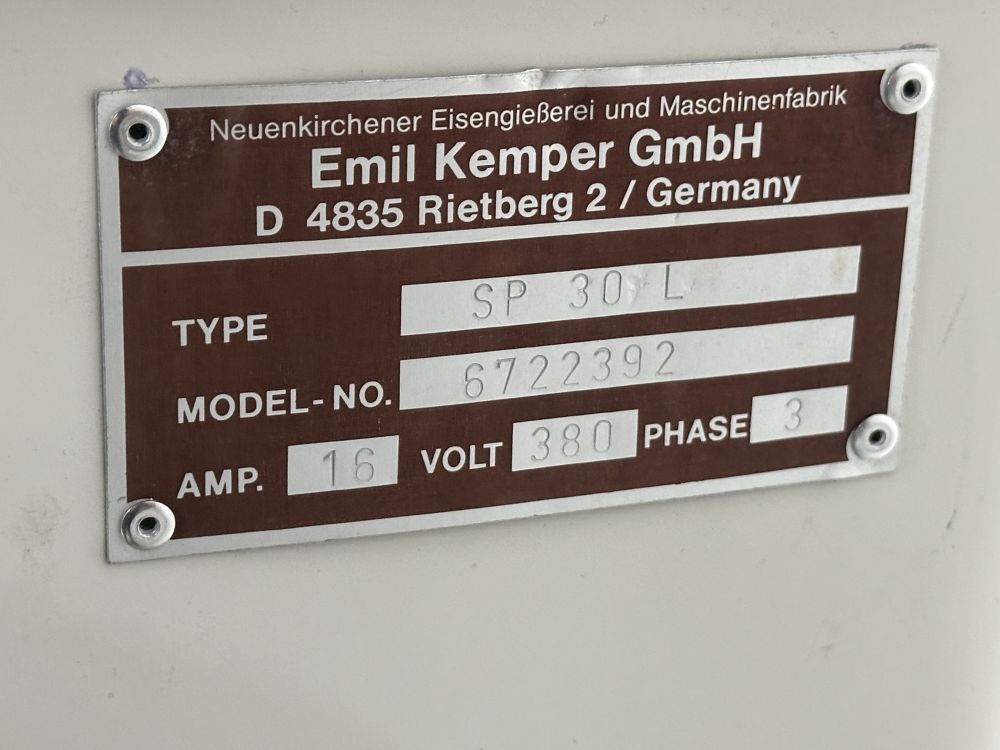 Neuenkirchener Eisengießerei und Maschinenfabrik
Emil Kemper GmbH
D 4835 Rietberg 2 / Germany
TYPE SP 30 L
MODEL-NO. 6722392
AMP. 16 VOLT 380 PHASE 3